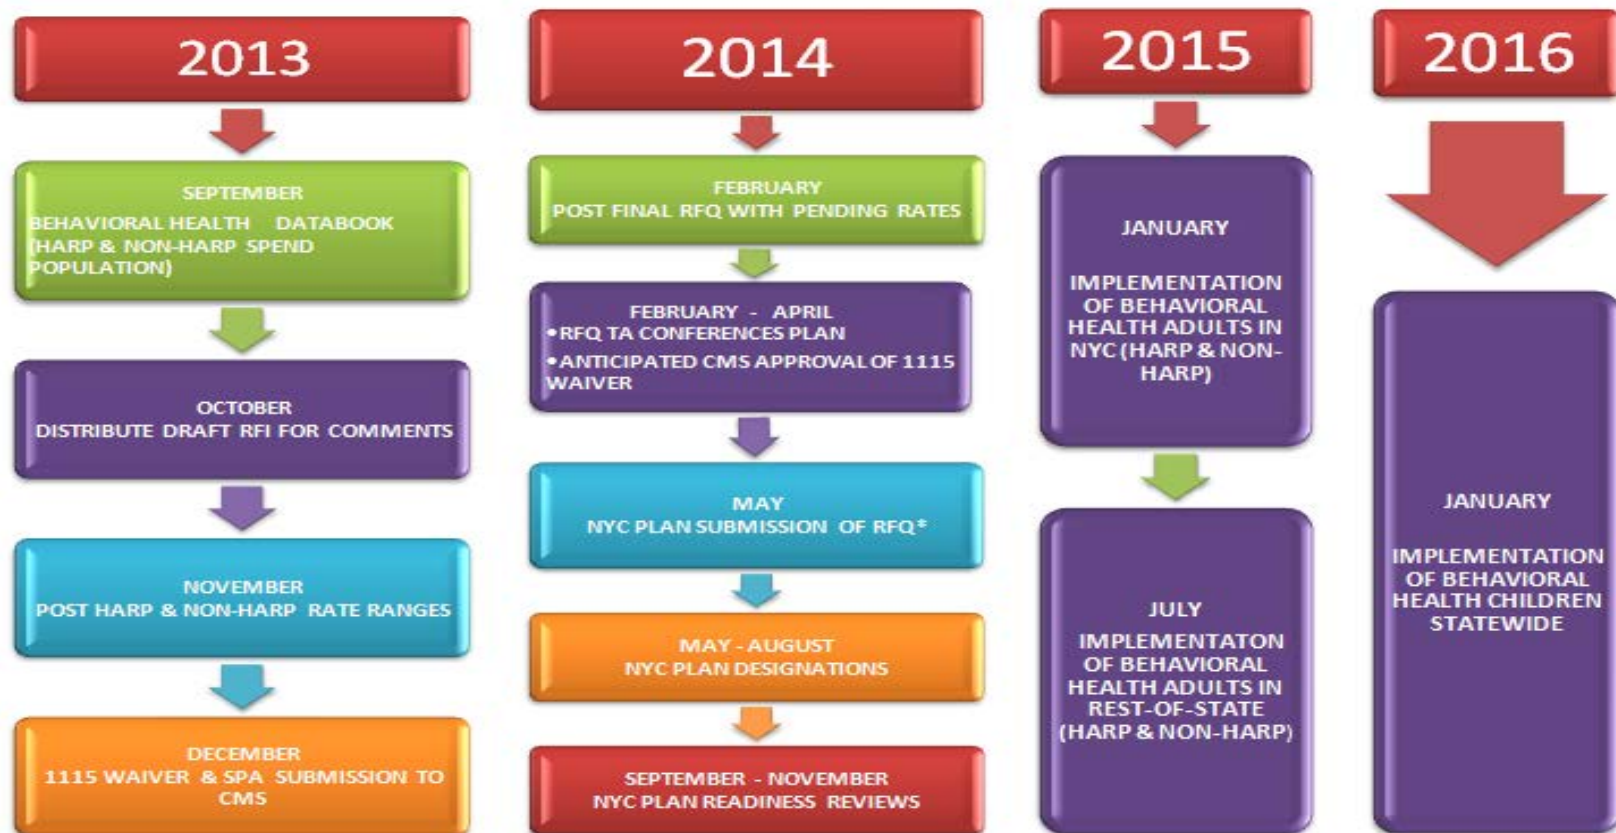 2013
SEPTEMBER
BEHAVIORAL HEALTH DATABOOK
(HARP & NON-HARP SPEND
POPULATION)
OCTOBER
DISTRIBUTE DRAFT RFI FOR COMMENTS
NOVEMBER
POST HARP & NON-HARP RATE RANGES
DECEMBER
1115 WAIVER & SPA SUBMISSION TO
CMS
2014
FEBRUARY
POST FINAL RFQ WITH PENDING RATES
FEBRUARY - APRIL
•RFQ TA CONFERENCES PLAN
•ANTICIPATED CMS APPROVAL OF 1115
WAIVER
MAY
NYC PLAN SUBMISSION OF RFQ*
MAY - AUGUST
NYC PLAN DESIGNATIONS
SEPTEMBER - NOVEMBER
NYC PLAN READINESS REVIEWS
2015
JANUARY
IMPLEMENTATION
OF BEHAVIORAL
HEALTH ADULTS IN
NYC (HARP & NON-
HARP)
JULY
IMPLEMENTATON
OF BEHAVIORAL
HEALTH ADULTS IN
REST-OF-STATE
(HARP & NON-HARP)
2016
JANUARY
IMPLEMENTATION
OF BEHAVIORAL
HEALTH CHILDREN
STATEWIDE